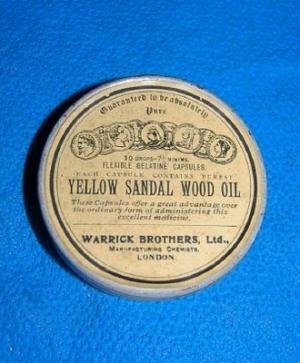 Guaranteed to be absolutely
Pure
10 DROPS-7½ MINIMS.
FLEXIBLE GELATINE CAPSULES.
EACH CAPSULE CONTAINS PUREST
YELLOW SANDAL WOOD OIL
These Capsules offer a great advantage over
the ordinary form of administering this
excellent medicine.
WARRICK BROTHERS, Ltd.,
MANUFACTURING CHEMISTS,
LONDON.